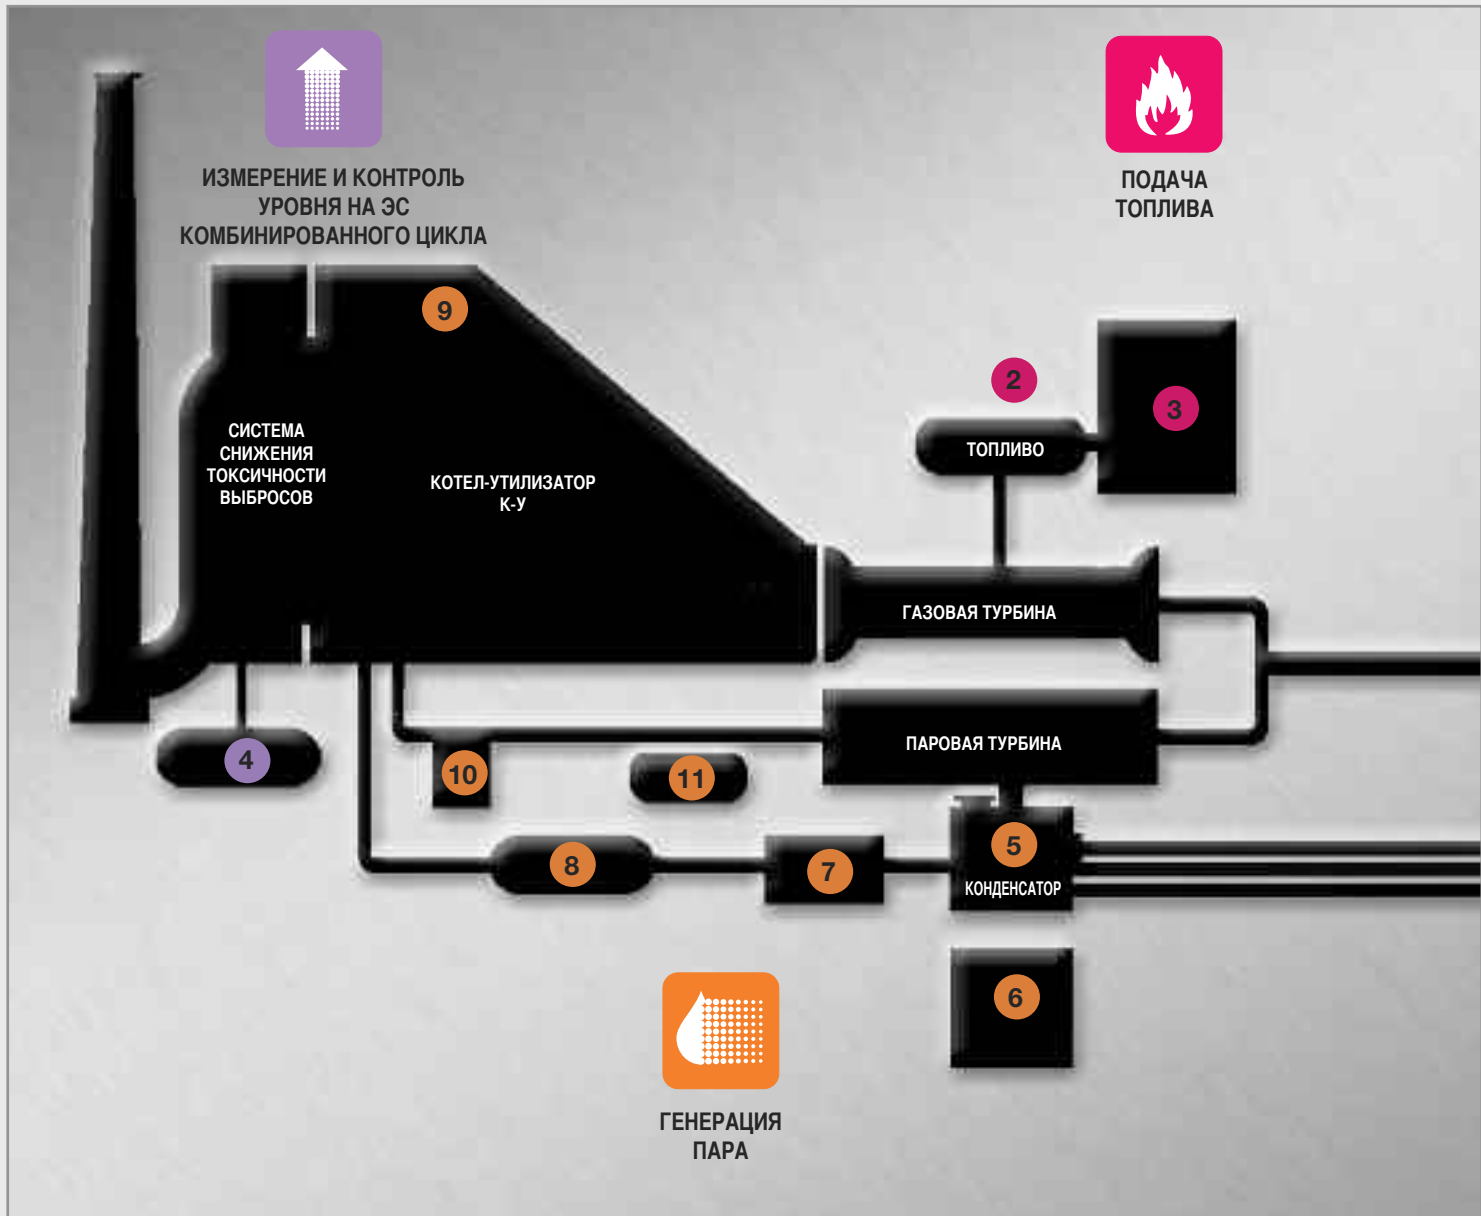 ИЗМЕРЕНИЕ И КОНТРОЛЬ
УРОВНЯ НА ЭС
КОМБИНИРОВАННОГО ЦИКЛА
ПОДАЧА
ТОПЛИВА
9
2
3
ТОПЛИВО
СИСТЕМА
СНИЖЕНИЯ
ТОКСИЧНОСТИ
ВЫБРОСОВ
КОТЕЛ-УТИЛИЗАТОР
К-У
ГАЗОВАЯ ТУРБИНА
ПАРОВАЯ ТУРБИНА
4
10
11
5
КОНДЕНСАТОР
8
7
6
ГЕНЕРАЦИЯ
ПАРА